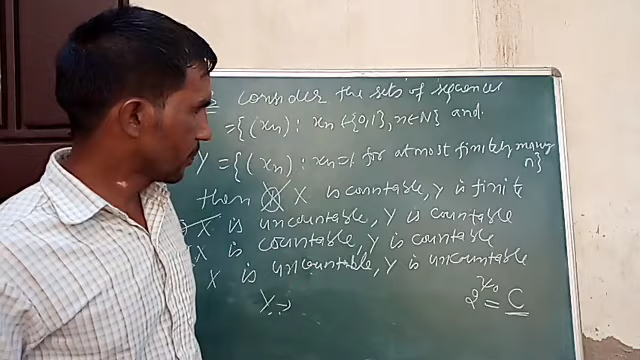 consider the sets of sequences
={(xn): xn ∈{0,1}, n∈N} and
Y = {(xn): xn=1 for at most finitely many n}
then X is countable, Y is finite
X is uncountable, Y is countable
X is countable, Y is countable
X is uncountable, Y is uncountable
Y →
2^ℵ0 = C